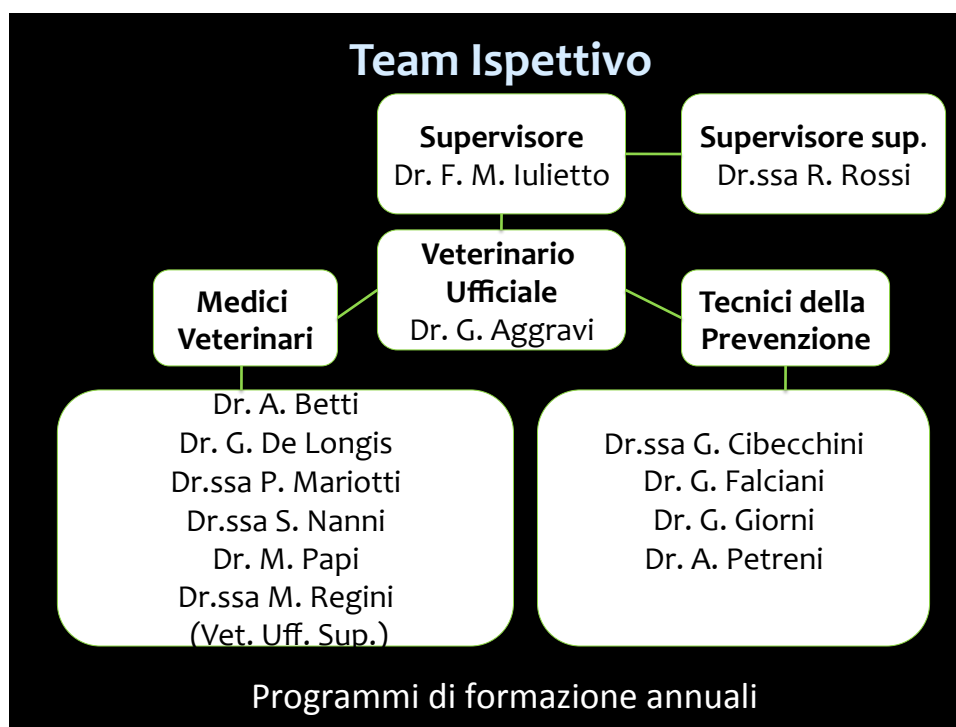 Team Ispettivo
Supervisore
Dr. F. M. Iulietto
Supervisore sup.
Dr.ssa R. Rossi
Veterinario
Ufficiale
Dr. G. Aggravi
Medici
Veterinari
Tecnici della
Prevenzione
Dr. A. Betti
Dr. G. De Longis
Dr.ssa P. Mariotti
Dr.ssa S. Nanni
Dr. M. Papi
Dr.ssa M. Regini
(Vet. Uff. Sup.)
Dr.ssa G. Cibecchini
Dr. G. Falciani
Dr. G. Giorni
Dr. A. Petreni
Programmi di formazione annuali